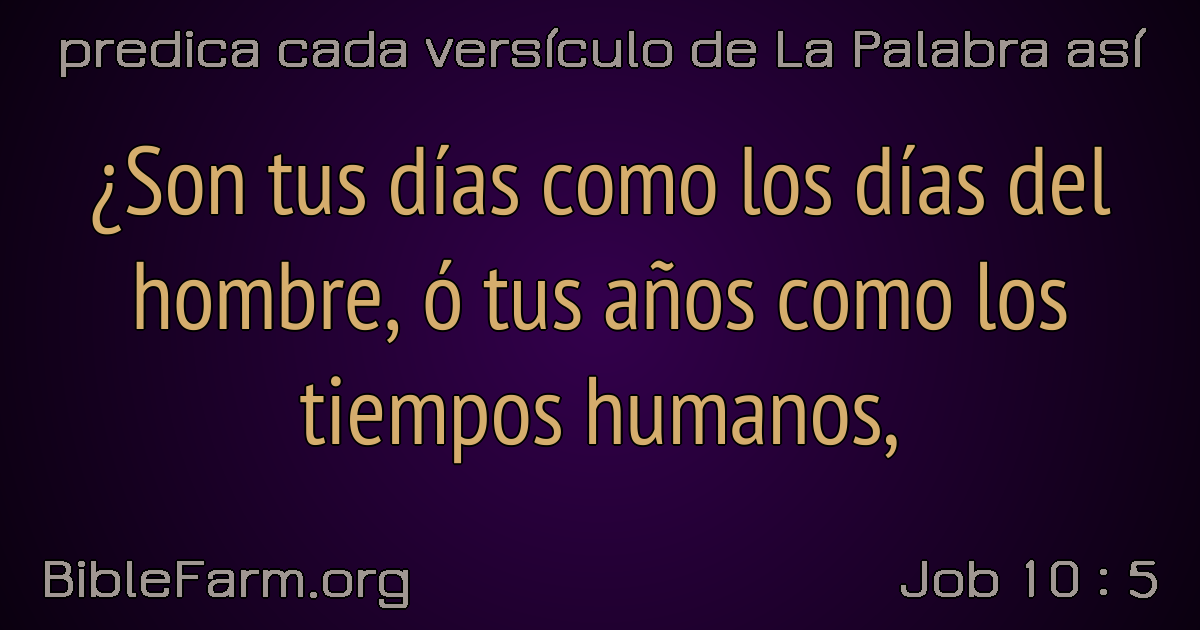 predica cada versículo de La Palabra así
¿Son tus días como los días del
hombre, ó tus años como los
tiempos humanos,
BibleFarm.org
Job 10 : 5